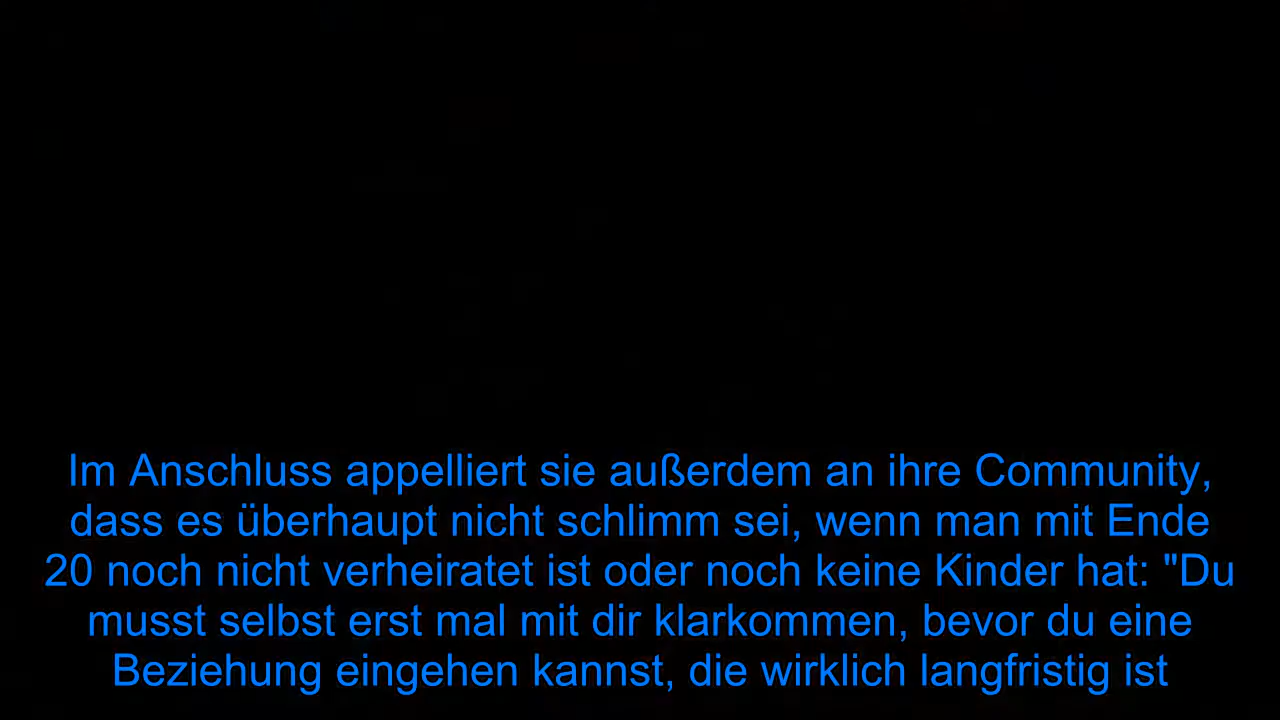 Im Anschluss appelliert sie außerdem an ihre Community,
dass es überhaupt nicht schlimm sei, wenn man mit Ende
20 noch nicht verheiratet ist oder noch keine Kinder hat: "Du
musst selbst erst mal mit dir klarkommen, bevor du eine
Beziehung eingehen kannst, die wirklich langfristig ist